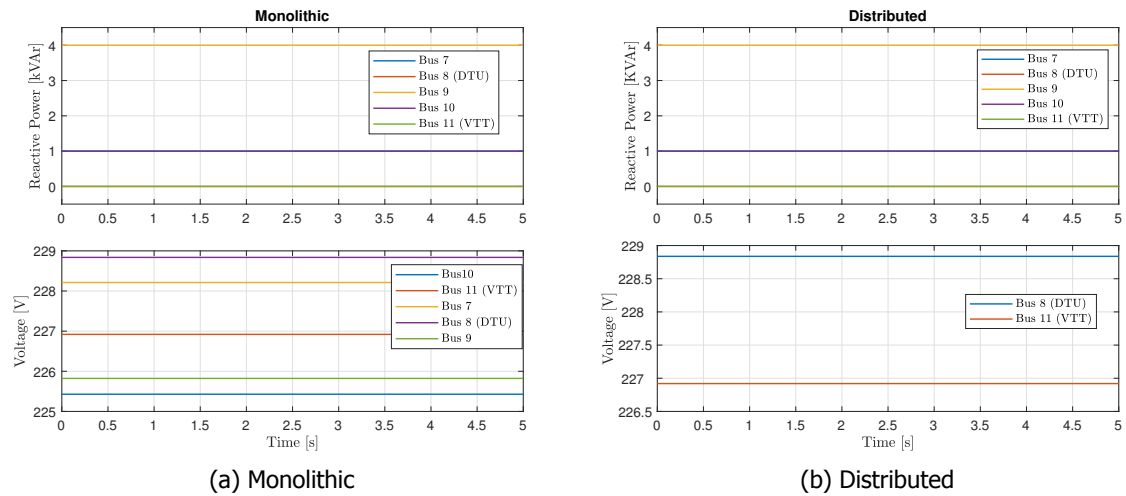 Monolithic
Reactive Power [kVAr]
4
3
2
1
0
Bus 7
Bus 8 (DTU)
Bus 9
Bus 10
Bus 11 (VTT)
0 0.5 1 1.5 2 2.5 3 3.5 4 4.5 5
Voltage [V]
229
228
227
226
225
Bus10
Bus 11 (VTT)
Bus 7
Bus 8 (DTU)
Bus 9
0 0.5 1 1.5 2 2.5 3 3.5 4 4.5 5
Time [s]
(a) Monolithic
Distributed
Reactive Power [KVAr]
4
3
2
1
0
Bus 7
Bus 8 (DTU)
Bus 9
Bus 10
Bus 11 (VTT)
0 0.5 1 1.5 2 2.5 3 3.5 4 4.5 5
Voltage [V]
229
228.5
228
227.5
227
226.5
Bus 8 (DTU)
Bus 11 (VTT)
0 0.5 1 1.5 2 2.5 3 3.5 4 4.5 5
Time [s]
(b) Distributed